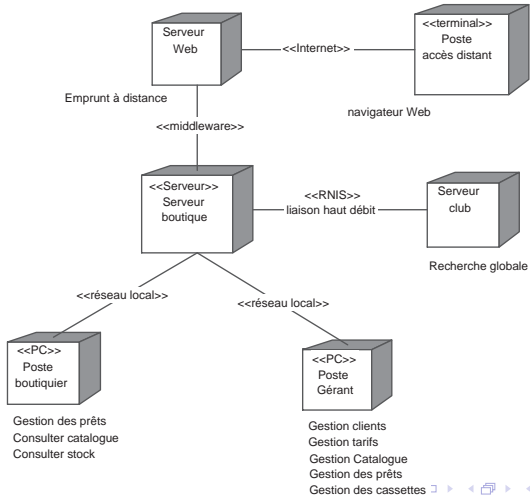 Serveur
Web
<<Internet>>
<<terminal>>
Poste
accès distant
Emprunt à distance
navigateur Web
<<middleware>>
<<Serveur>>
Serveur
boutique
<<RNIS>>
liaison haut débit
Serveur
club
Recherche globale
<<réseau local>>
<<réseau local>>
<<PC>>
Poste
boutiquier
<<PC>>
Poste
Gérant
Gestion des prêts
Consulter catalogue
Consulter stock
Gestion clients
Gestion tarifs
Gestion Catalogue
Gestion des prêts
Gestion des cassettes